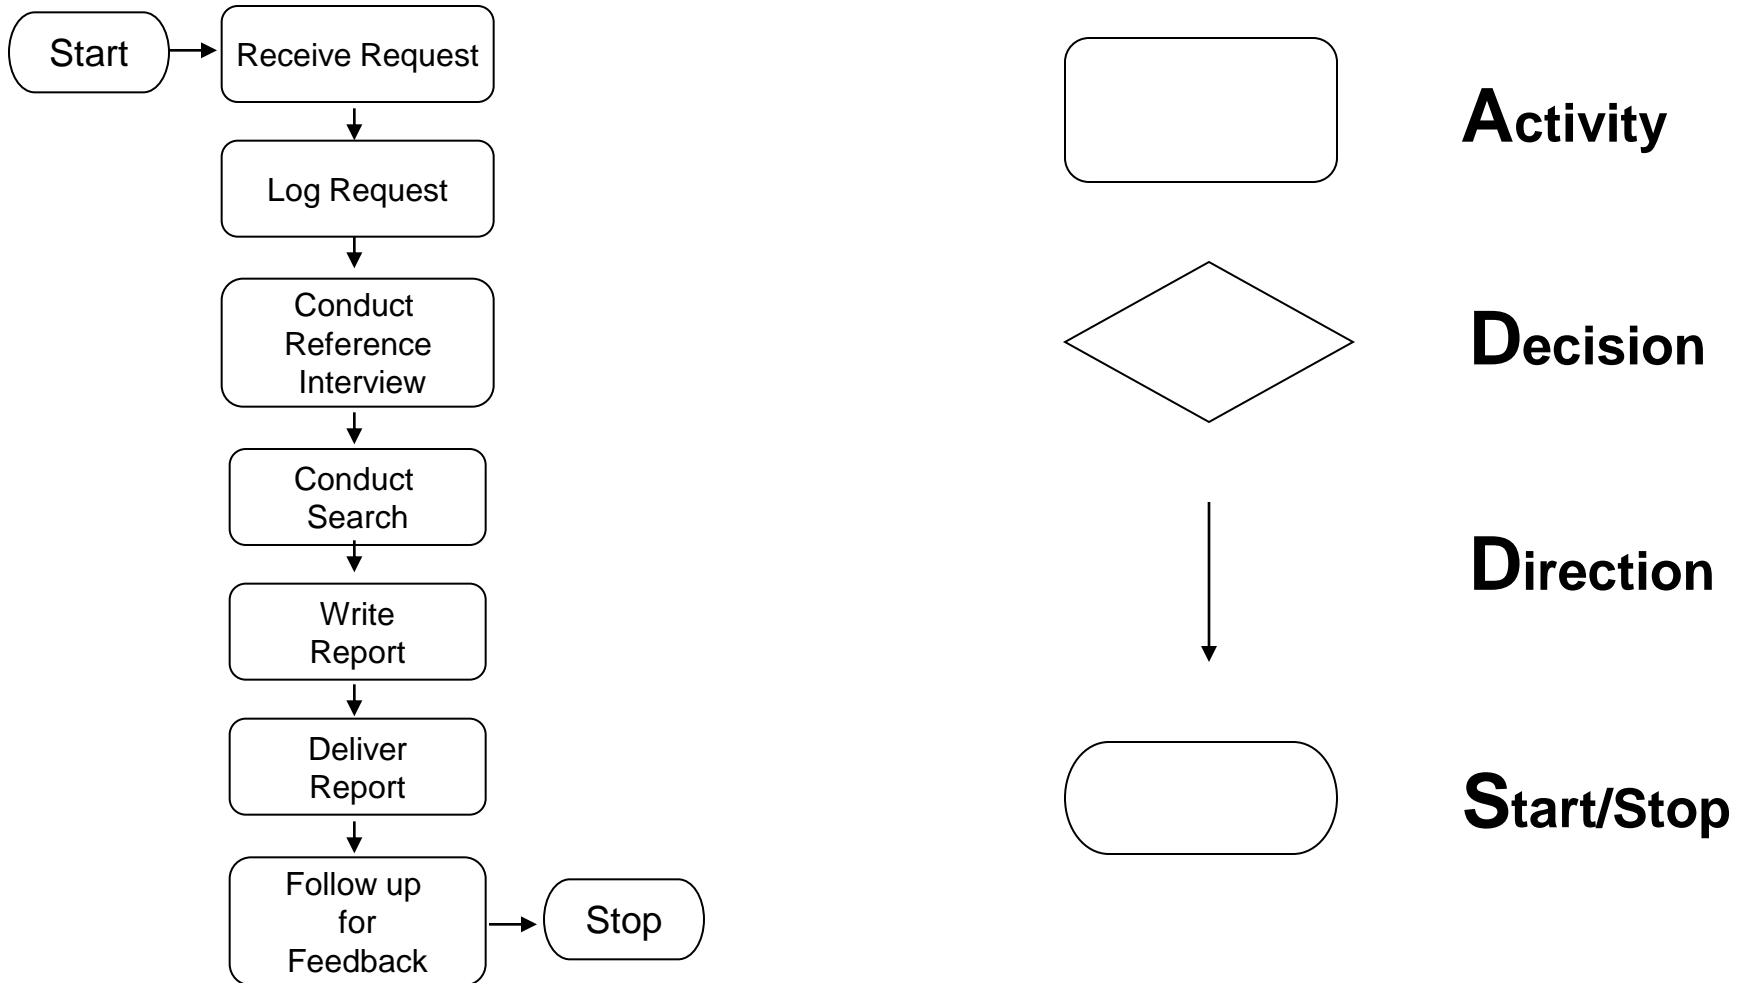 Start
Receive Request
Log Request
Conduct
Reference
Interview
Conduct
Search
Write
Report
Deliver
Report
Follow up
for
Feedback
Stop
Activity
Decision
Direction
Start/Stop